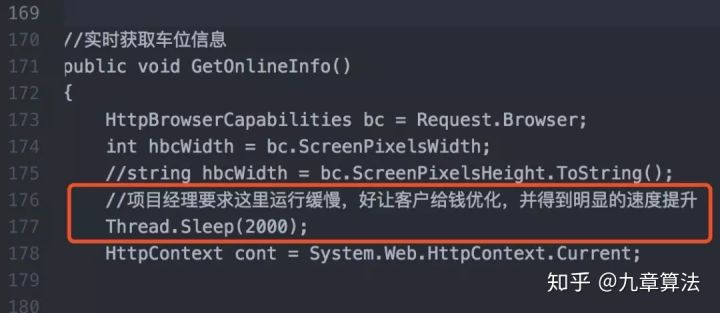 169
170 //实时获取车位信息
171 public void GetOnlineInfo()
172 {
173 HttpBrowserCapabilities bc = Request.Browser;
174 int hbcWidth = bc.ScreenPixelsWidth;
175 //string hbcWidth = bc.ScreenPixelsHeight.ToString();
176 //项目经理要求这里运行缓慢，好让客户给钱优化，并得到明显的速度提升
177 Thread.Sleep(2000);
178 HttpContext cont = System.Web.HttpContext.Current;
179
180
知乎 @九章算法